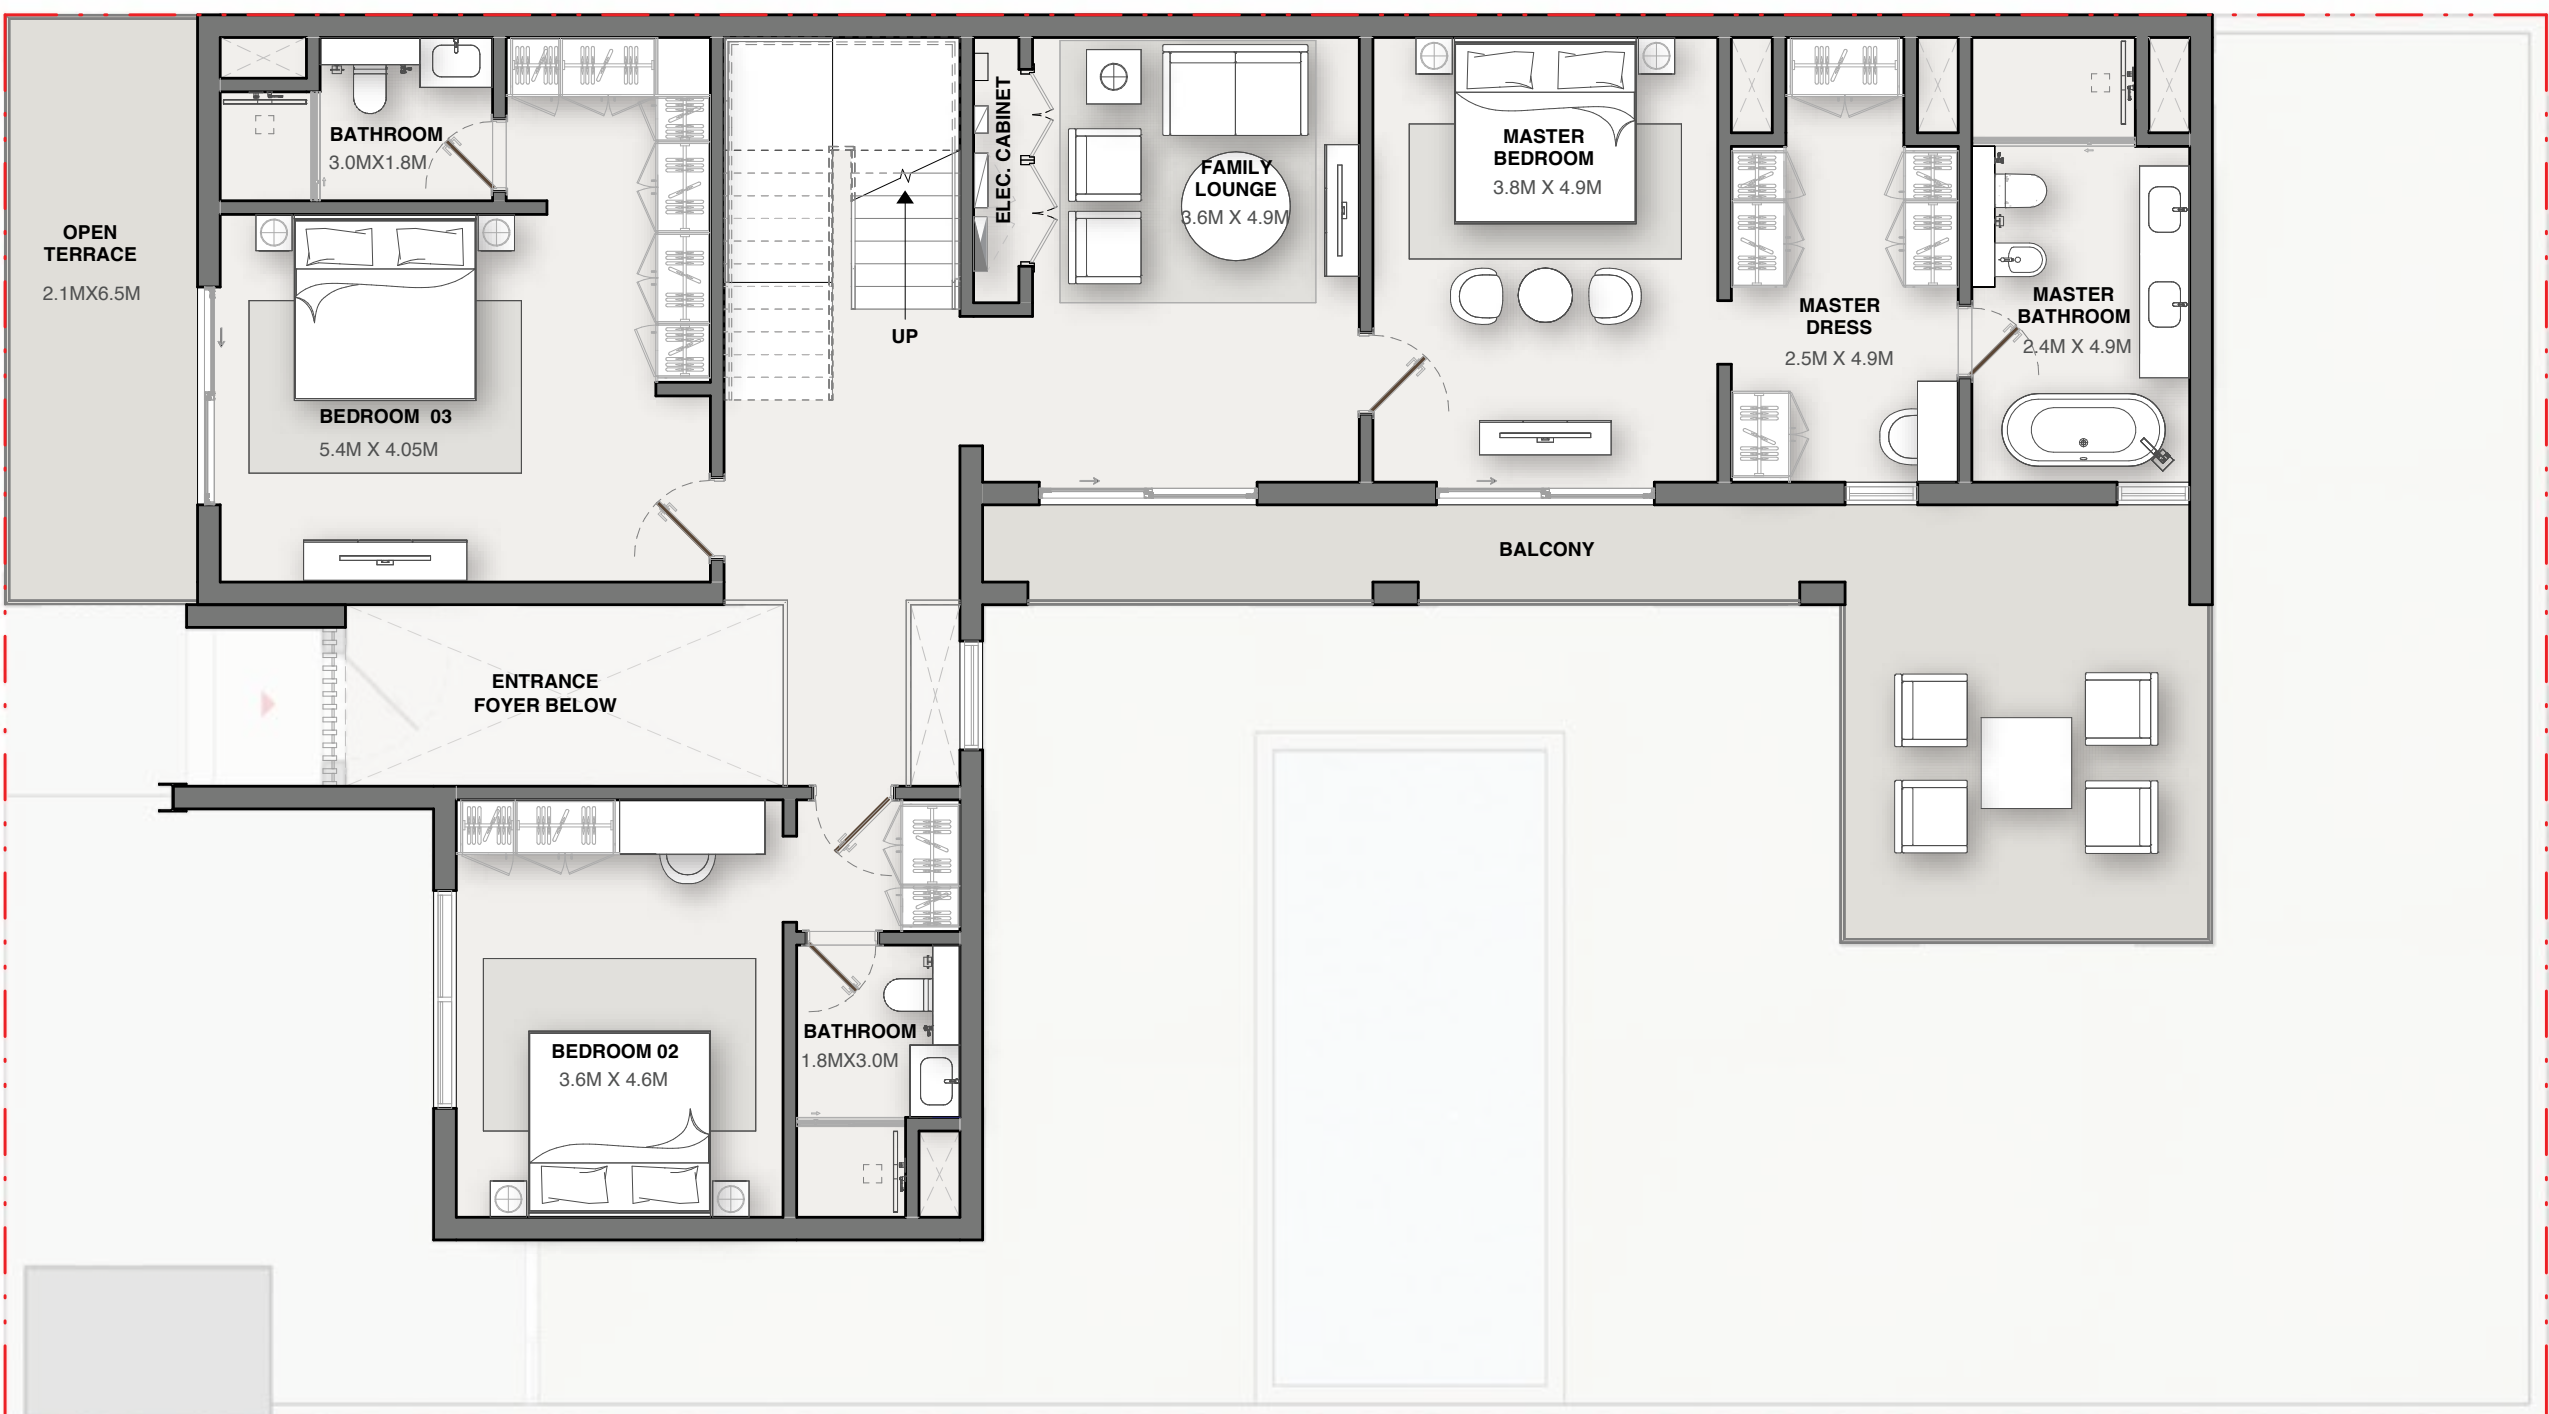 OPEN
TERRACE
2.1MX6.5M
BATHROOM
3.0MX1.8M
BEDROOM  03
5.4M X 4.05M
UP
ELEC. CABINET
FAMILY
LOUNGE
3.6M X 4.9M
MASTER
BEDROOM
3.8M X 4.9M
MASTER
DRESS
2.5M X 4.9M
MASTER
BATHROOM
2.4M X 4.9M
BALCONY
ENTRANCE
FOYER BELOW
BEDROOM 02
3.6M X 4.6M
BATHROOM
1.8MX3.0M